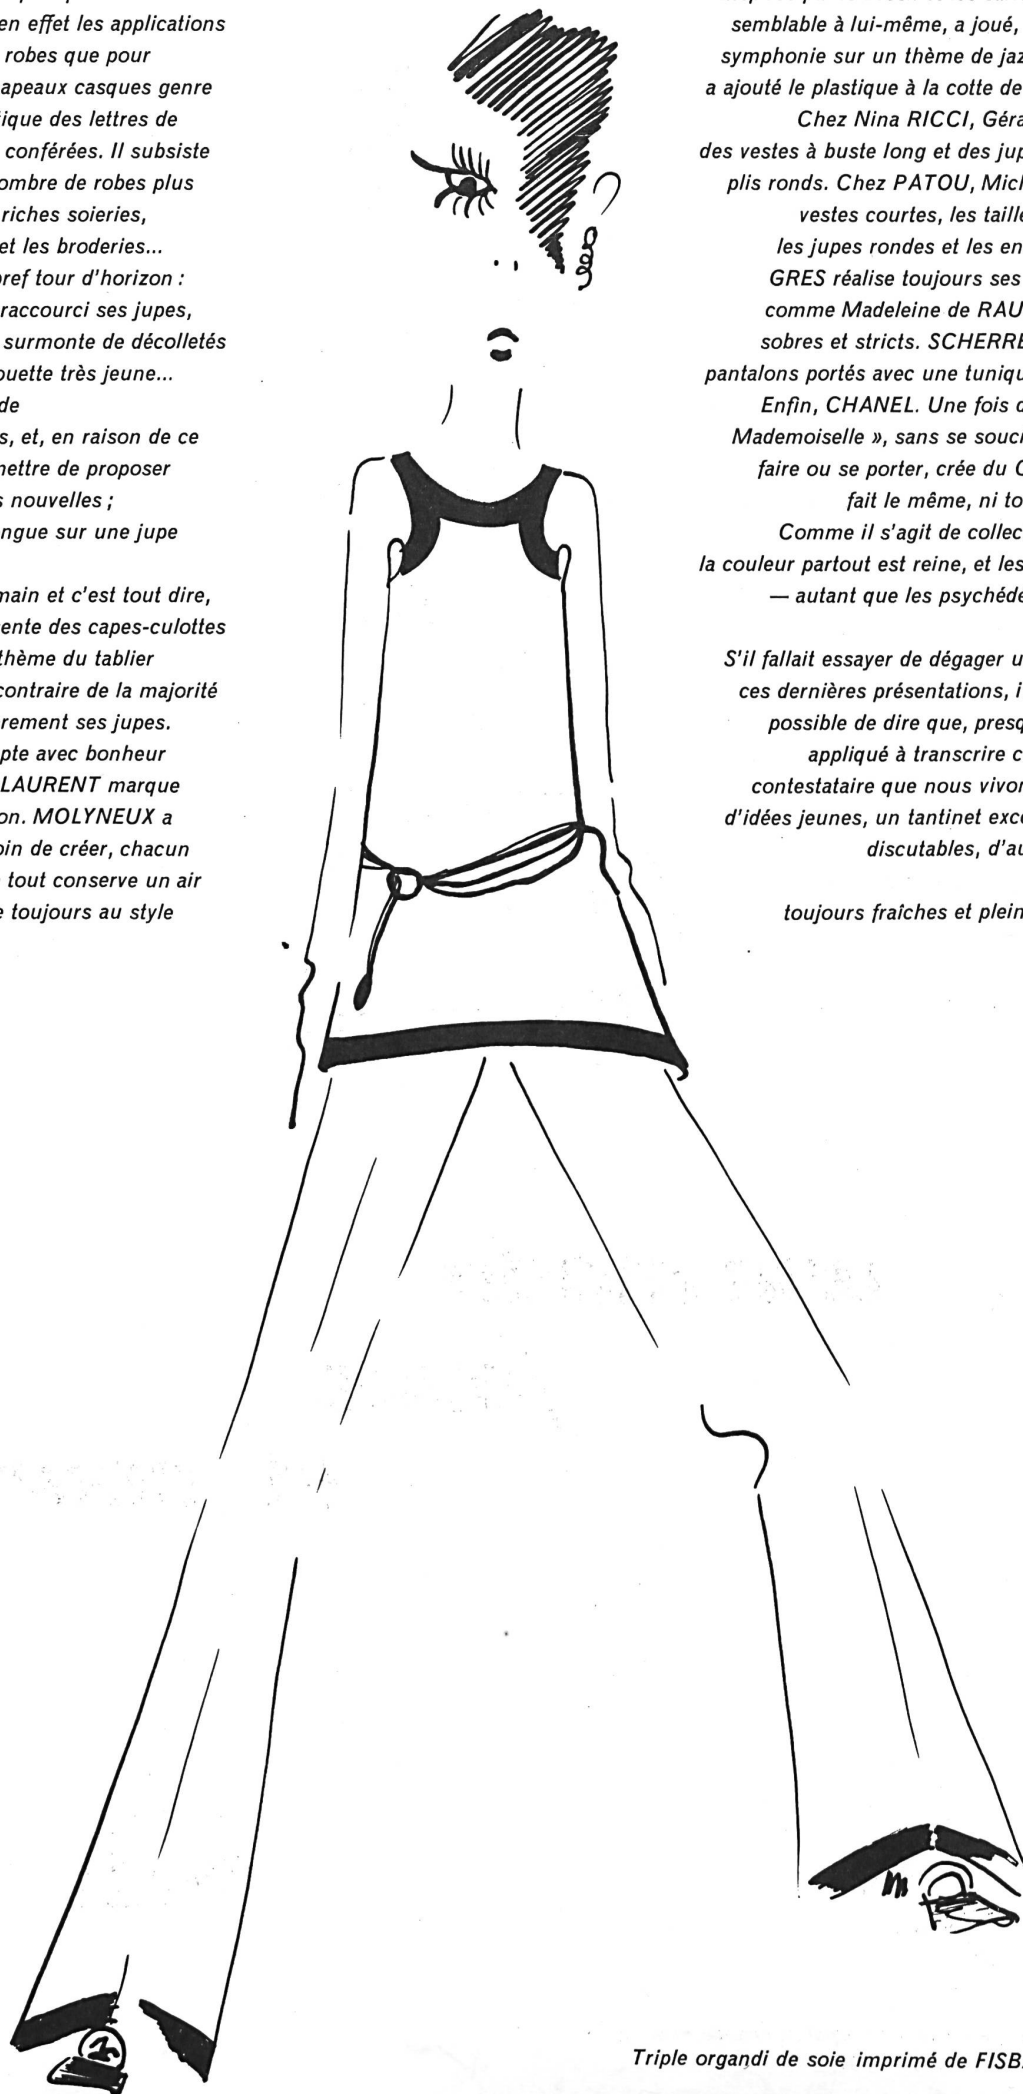 en effet les applications
robes que pour
apeaux casques genre
ique des lettres de
conférées. Il subsiste
ombre de robes plus
riches soieries,
et les broderies...
bref tour d'horizon :
raccourci ses jupes,
surmonte de décolletés
ouette très jeune...
de
s, et, en raison de ce
mettre de proposer
s nouvelles ;
ngue sur une jupe
main et c'est tout dire,
ente des capes-culottes
thème du tablier
contraire de la majorité
rement ses jupes.
pte avec bonheur
LAURENT marque
on. MOLYNEUX a
oin de créer, chacun
tout conserve un air
e toujours au style
semblable à lui-même, a joué,
symphonie sur un thème de jaz
a ajouté le plastique à la cotte de
Chez Nina RICCI, Géra
des vestes à buste long et des jup
plis ronds. Chez PATOU, Mich
vestes courtes, les taille
les jupes rondes et les en
GRES réalise toujours ses
comme Madeleine de RAU
sobres et stricts. SCHERRE
pantalons portés avec une tuniqu
Enfin, CHANEL. Une fois d
Mademoiselle », sans se souci
faire ou se porter, crée du C
fait le même, ni to
Comme il s'agit de collec
la couleur partout est reine, et les
— autant que les psychéde
S'il fallait essayer de dégager u
ces dernières présentations, i
possible de dire que, presq
appliqué à transcrire c
contestataire que nous vivon
d'idées jeunes, un tantinet exce
discutables, d'au
toujours fraîches et plein
Triple organdi de soie imprimé de FISB